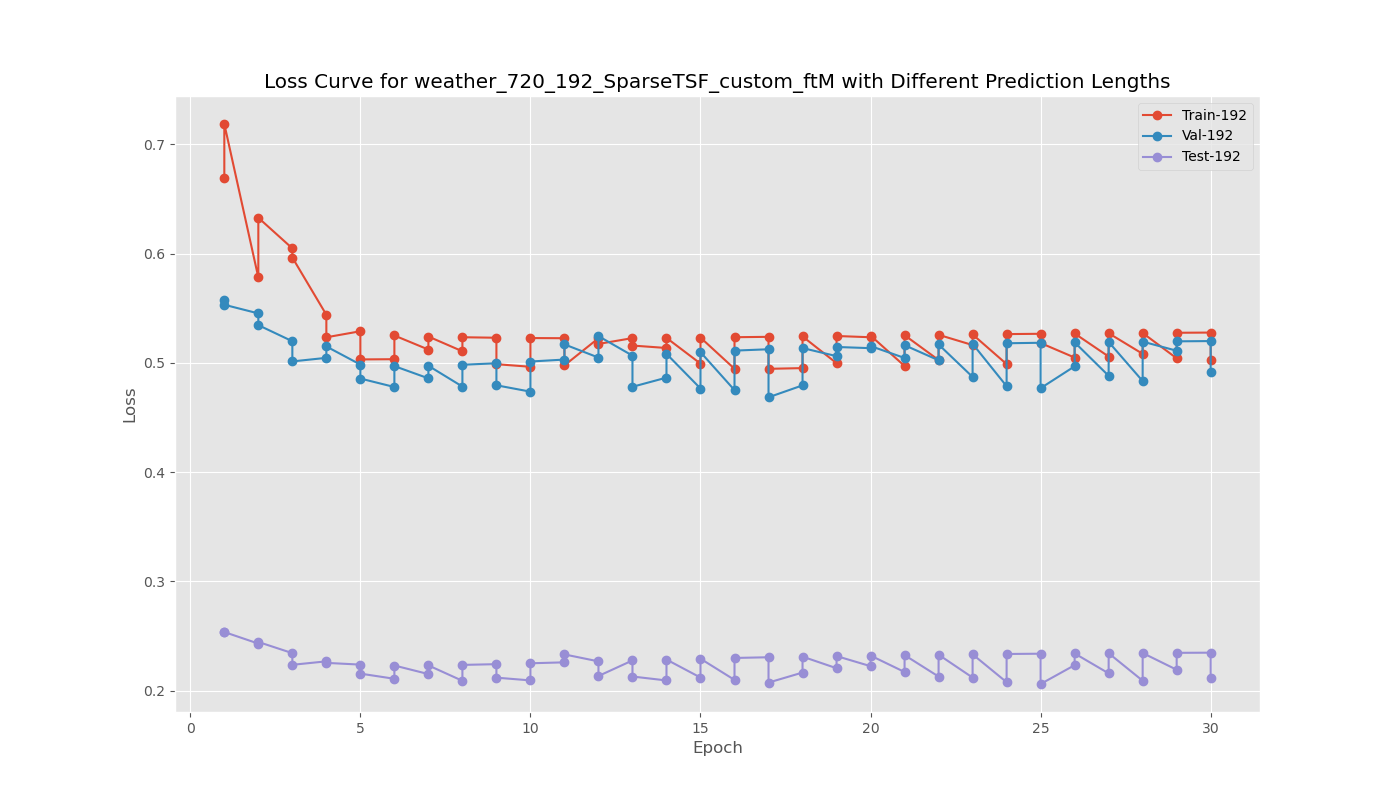 Loss Curve for weather_720_192_SparseTSF_custom_ftM with Different Prediction Lengths
Train-192
Val-192
Test-192
0.7
0.6
0.5
0.4
0.3
0.2
Loss
0 5 10 15 20 25 30
Epoch